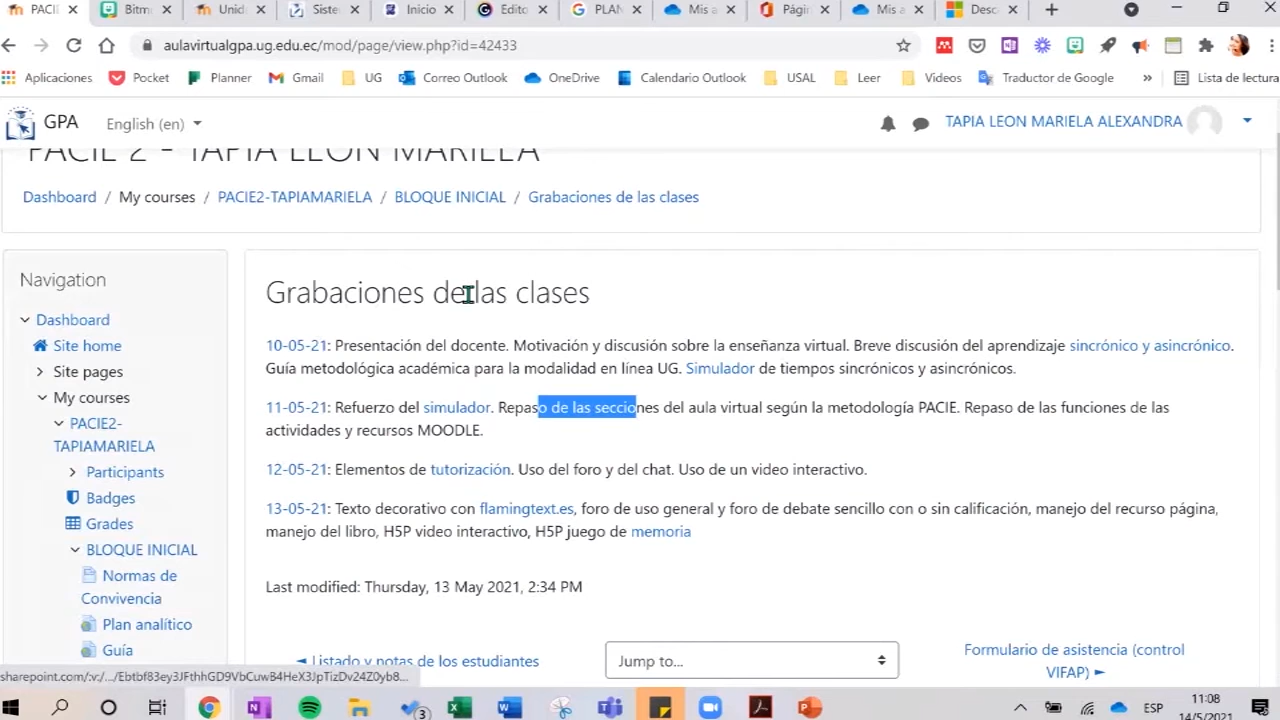 PACIE
Bitm
Unid
Siste
Inicio
Edito
PLAN
Mis a
Págin
Mis a
Desc
aulavirtualgpa.ug.edu.ec/mod/page/view.php?id=42433
Aplicaciones Pocket Planner Gmail UG Correo Outlook OneDrive Calendario Outlook USAL Leer Videos Traductor de Google » Lista de lectura
GPA English (en) TAPIA LEON MARIELA ALEXANDRA
PACIE 2 - TAPIA LEON MARIELA
Dashboard / My courses / PACIE2-TAPIAMARIELA / BLOQUE INICIAL / Grabaciones de las clases
Navigation
Dashboard
Site home
Site pages
My courses
PACIE2-
TAPIAMARIELA
Participants
Badges
Grades
BLOQUE INICIAL
Normas de
Convivencia
Plan analítico
Guía
Grabaciones de las clases
10-05-21: Presentación del docente. Motivación y discusión sobre la enseñanza virtual. Breve discusión del aprendizaje sincrónico y asincrónico.
Guía metodológica académica para la modalidad en línea UG. Simulador de tiempos sincrónicos y asincrónicos.
11-05-21: Refuerzo del simulador. Repaso de las secciones del aula virtual según la metodología PACIE. Repaso de las funciones de las
actividades y recursos MOODLE.
12-05-21: Elementos de tutorización. Uso del foro y del chat. Uso de un video interactivo.
13-05-21: Texto decorativo con flamingtext.es, foro de uso general y foro de debate sencillo con o sin calificación, manejo del recurso página,
manejo del libro, H5P video interactivo, H5P juego de memoria
Last modified: Thursday, 13 May 2021, 2:34 PM
◄ Listado y notas de los estudiantes
Jump to...
Formulario de asistencia (control
VIFAP) ►
sharepoint.com/:v:/.../Ebtbf83ey3JFthhGD9VbCuwB4HeX3JpTizDv24Z0yb8...
3
ESP
11:08
14/5/2021